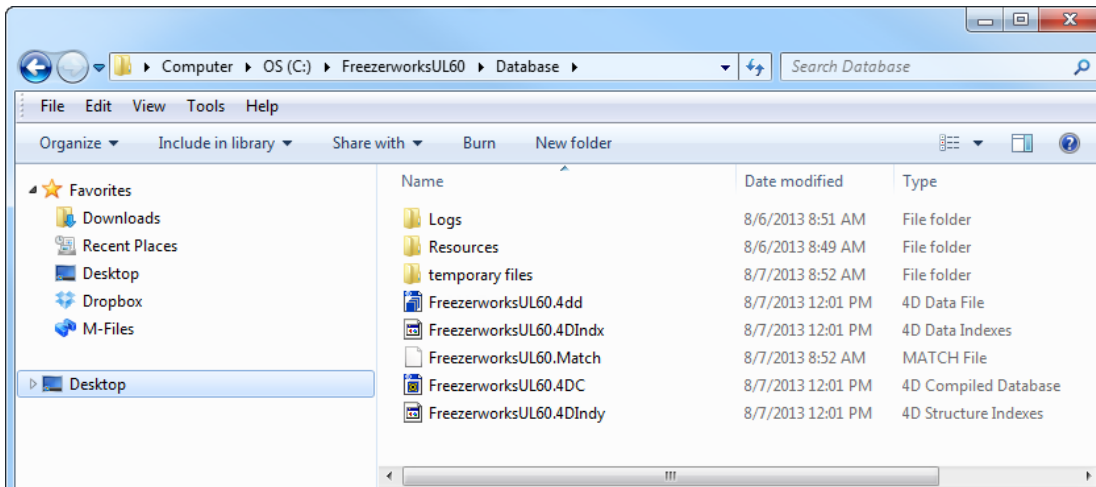 Computer OS (C:) FreezerworksUL60 Database Search Database
File Edit View Tools Help
Organize Include in library Share with Burn New folder
Favorites
Downloads
Recent Places
Desktop
Dropbox
M-Files
Desktop
Name Date modified Type
Logs 8/6/2013 8:51 AM File folder
Resources 8/6/2013 8:49 AM File folder
temporary files 8/7/2013 8:52 AM File folder
FreezerworksUL60.4dd 8/7/2013 12:01 PM 4D Data File
FreezerworksUL60.4DIndx 8/7/2013 12:01 PM 4D Data Indexes
FreezerworksUL60.Match 8/7/2013 8:52 AM MATCH File
FreezerworksUL60.4DC 8/7/2013 12:01 PM 4D Compiled Database
FreezerworksUL60.4DIndy 8/7/2013 12:01 PM 4D Structure Indexes